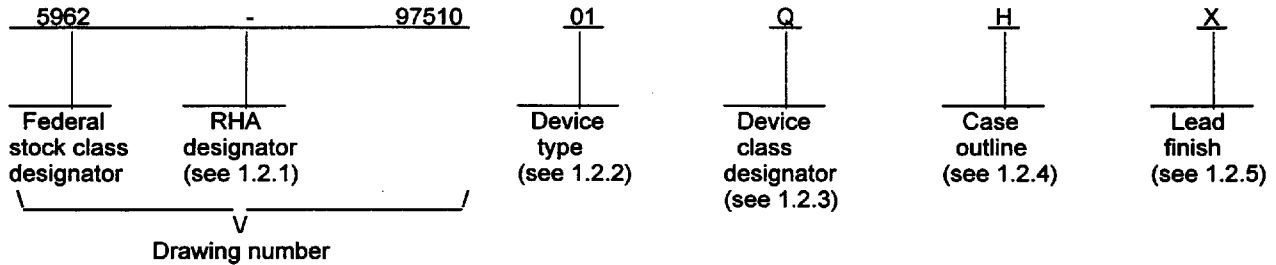 5962 - 97510 01 Q H X
Federal stock class designator
RHA designator (see 1.2.1)
Device type (see 1.2.2)
Device class designator (see 1.2.3)
Case outline (see 1.2.4)
Lead finish (see 1.2.5)
\ /
V
Drawing number